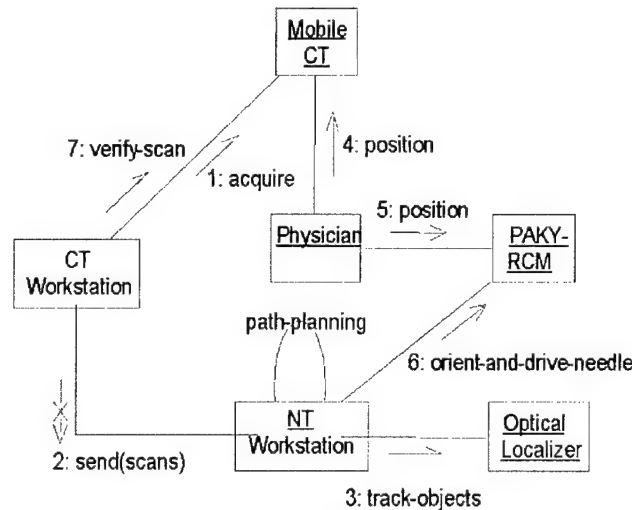 Mobile
CT
7: verify-scan
4: position
1: acquire
5: position
Physician
PAKY-
RCM
CT
Workstation
path-planning
6: orient-and-drive-needle
NT
Workstation
Optical
Localizer
2: send(scans)
3: track-objects